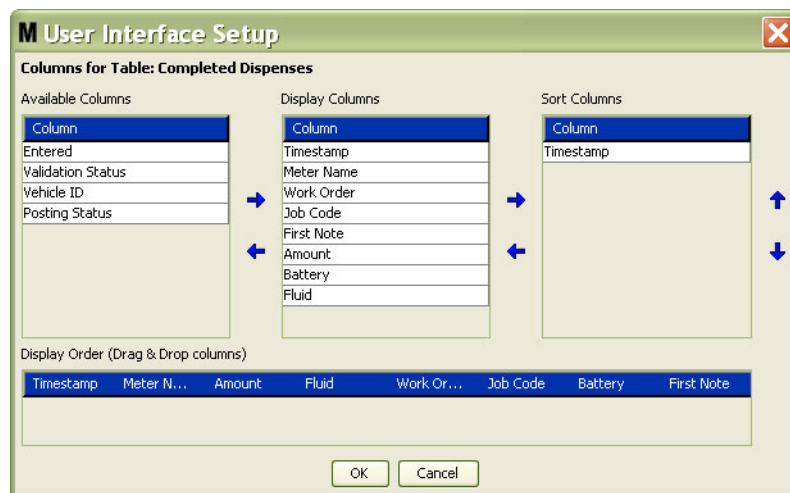 M User Interface Setup
Columns for Table: Completed Dispenses
Available Columns
Column
Entered
Validation Status
Vehicle ID
Posting Status
Display Columns
Column
Timestamp
Meter Name
Work Order
Job Code
First Note
Amount
Battery
Fluid
Sort Columns
Column
Timestamp
Display Order (Drag & Drop columns)
Timestamp Meter N... Amount Fluid Work Or... Job Code Battery First Note
OK Cancel